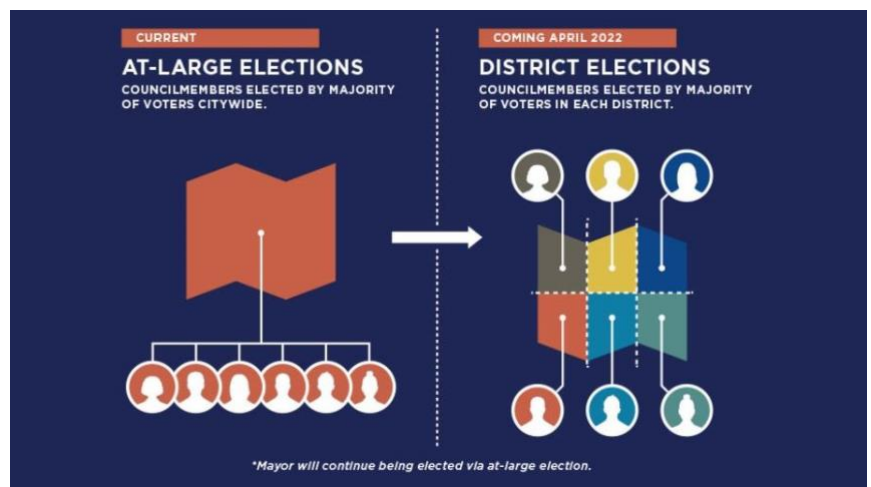 CURRENT
AT-LARGE ELECTIONS
COUNCILMEMBERS ELECTED BY MAJORITY
OF VOTERS CITYWIDE.
COMING APRIL 2022
DISTRICT ELECTIONS
COUNCILMEMBERS ELECTED BY MAJORITY
OF VOTERS IN EACH DISTRICT.
*Mayor will continue being elected via at-large election.